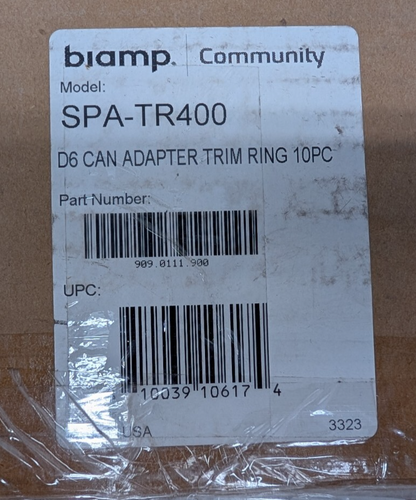 biamp. | Community
Model:
SPA-TR400
D6 CAN ADAPTER TRIM RING 10PC
Part Number:
909.0111.900
UPC:
10039 10617 4
USA 3323